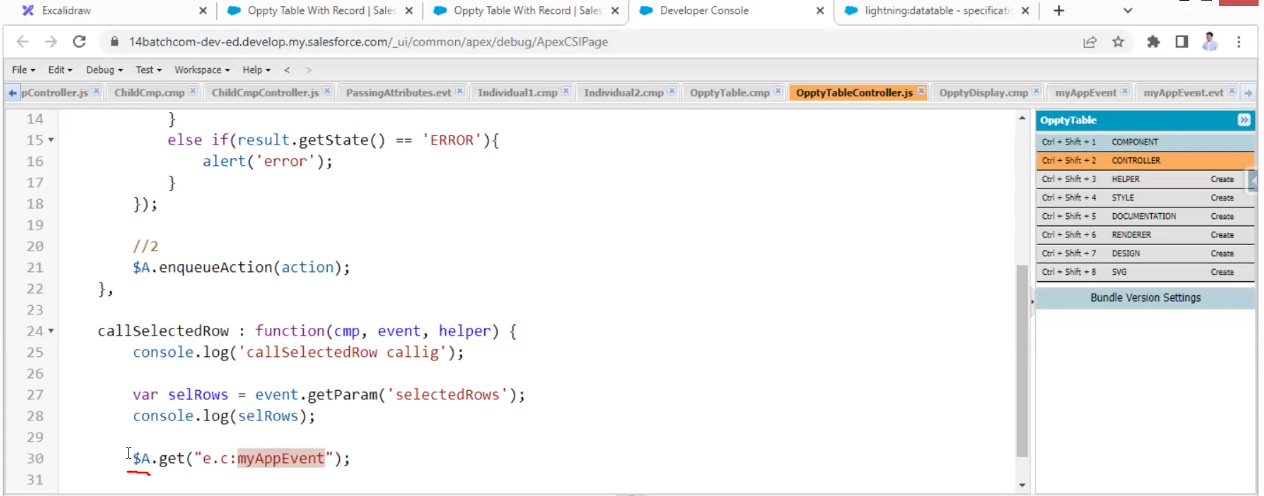 Excalidraw
Oppty Table With Record | Sales
Oppty Table With Record | Sales
Developer Console
lightning:datatable - specificatio
14batchcom-dev-ed.develop.my.salesforce.com/_ui/common/apex/debug/ApexCSIPage
File Edit Debug Test Workspace Help < >
pController.js ChildCmp.cmp ChildCmpController.js PassingAttributes.evt Individual1.cmp Individual2.cmp OpptyTable.cmp OpptyTableController.js OpptyDisplay.cmp myAppEvent myAppEvent.evt
14 }
15 else if(result.getState() == 'ERROR'){
16 alert('error');
17 }
18 });
19
20 //2
21 $A.enqueueAction(action);
22 },
23
24 callSelectedRow : function(cmp, event, helper) {
25 console.log('callSelectedRow callig');
26
27 var selRows = event.getParam('selectedRows');
28 console.log(selRows);
29
30 $A.get("e.c:myAppEvent");
31
OpptyTable
Ctrl + Shift + 1 COMPONENT
Ctrl + Shift + 2 CONTROLLER
Ctrl + Shift + 3 HELPER Create
Ctrl + Shift + 4 STYLE Create
Ctrl + Shift + 5 DOCUMENTATION Create
Ctrl + Shift + 6 RENDERER Create
Ctrl + Shift + 7 DESIGN Create
Ctrl + Shift + 8 SVG Create
Bundle Version Settings